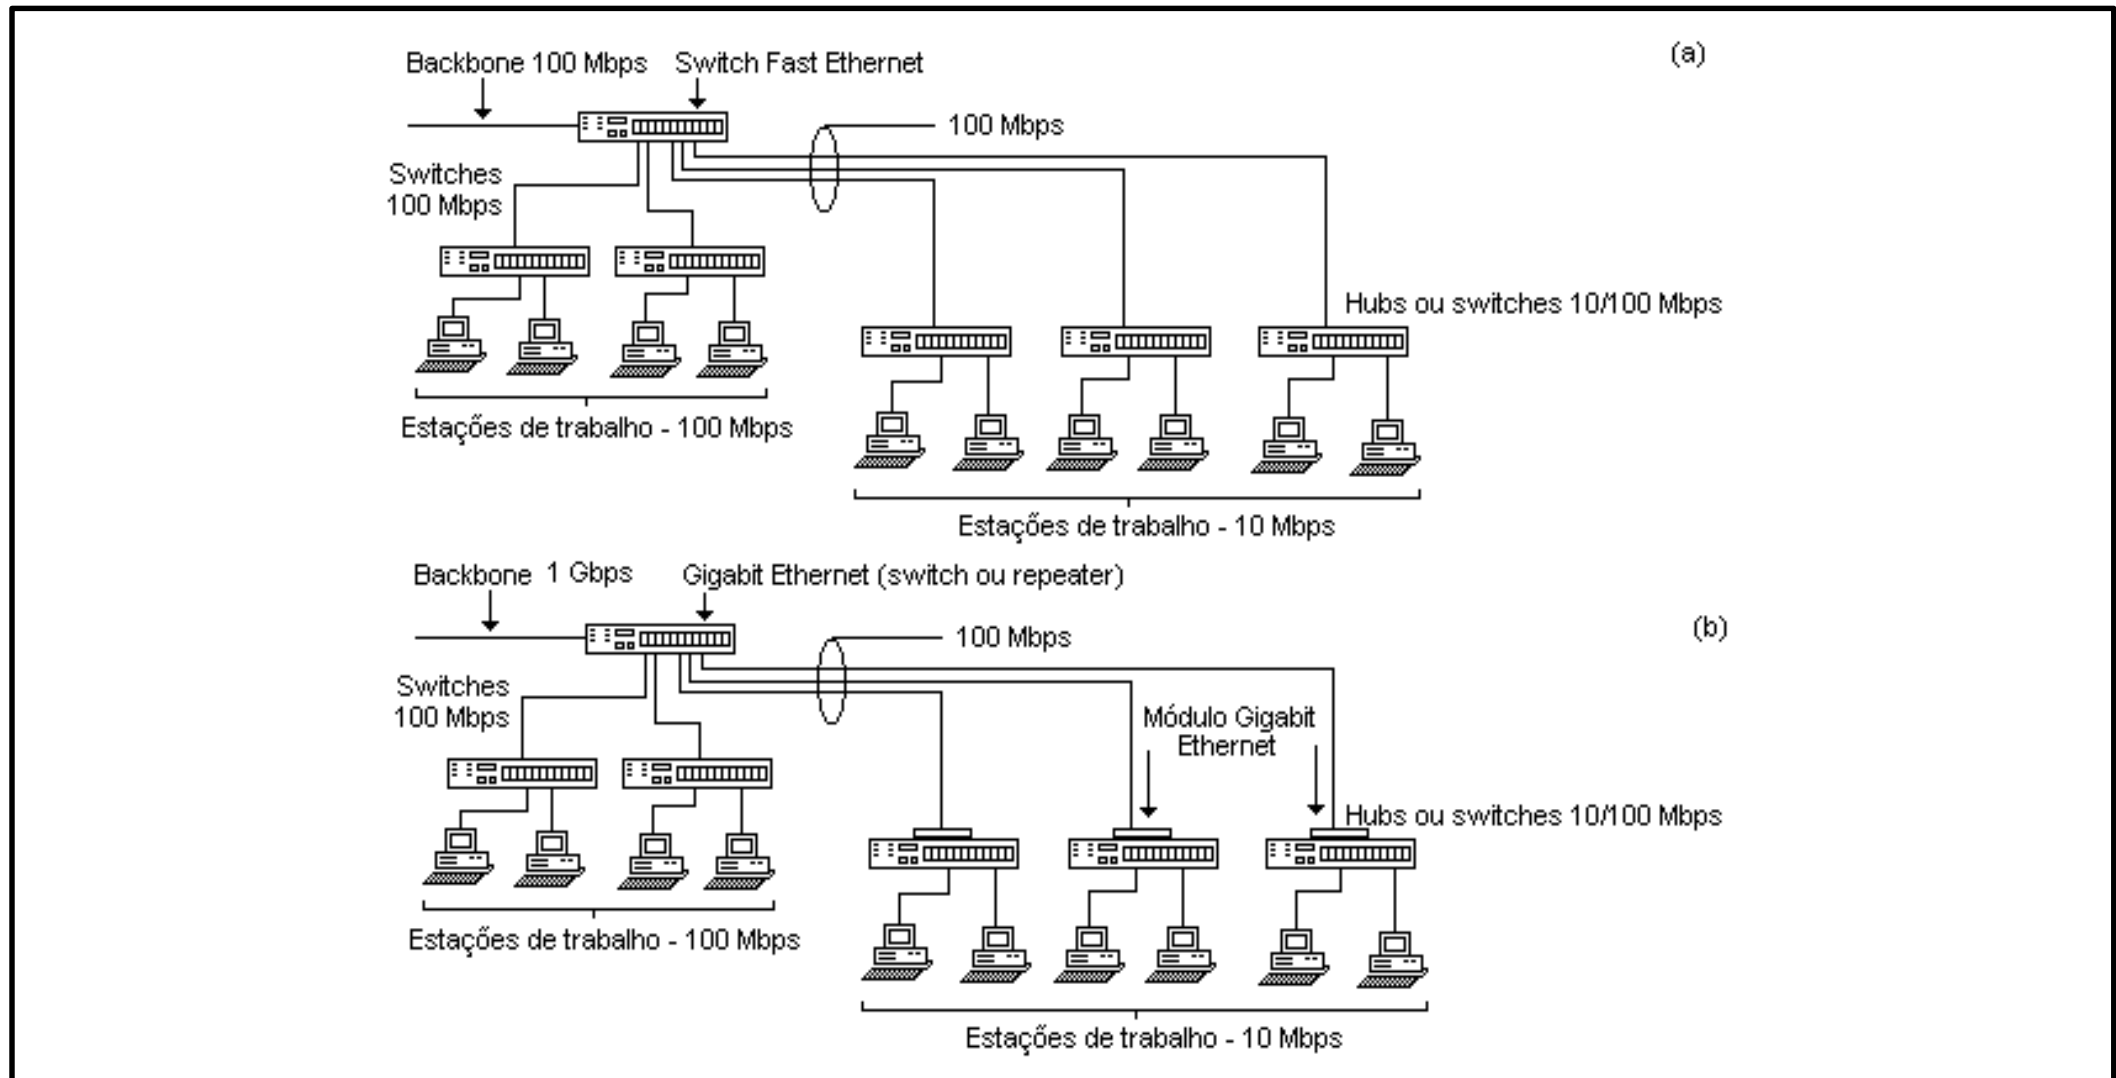 Backbone 100 Mbps
Switch Fast Ethernet
(a)
100 Mbps
Switches
100 Mbps
Hubs ou switches 10/100 Mbps
Estações de trabalho - 100 Mbps
Estações de trabalho - 10 Mbps
Backbone 1 Gbps
Gigabit Ethernet (switch ou repeater)
(b)
100 Mbps
Switches
100 Mbps
Módulo Gigabit
Ethernet
Hubs ou switches 10/100 Mbps
Estações de trabalho - 100 Mbps
Estações de trabalho - 10 Mbps